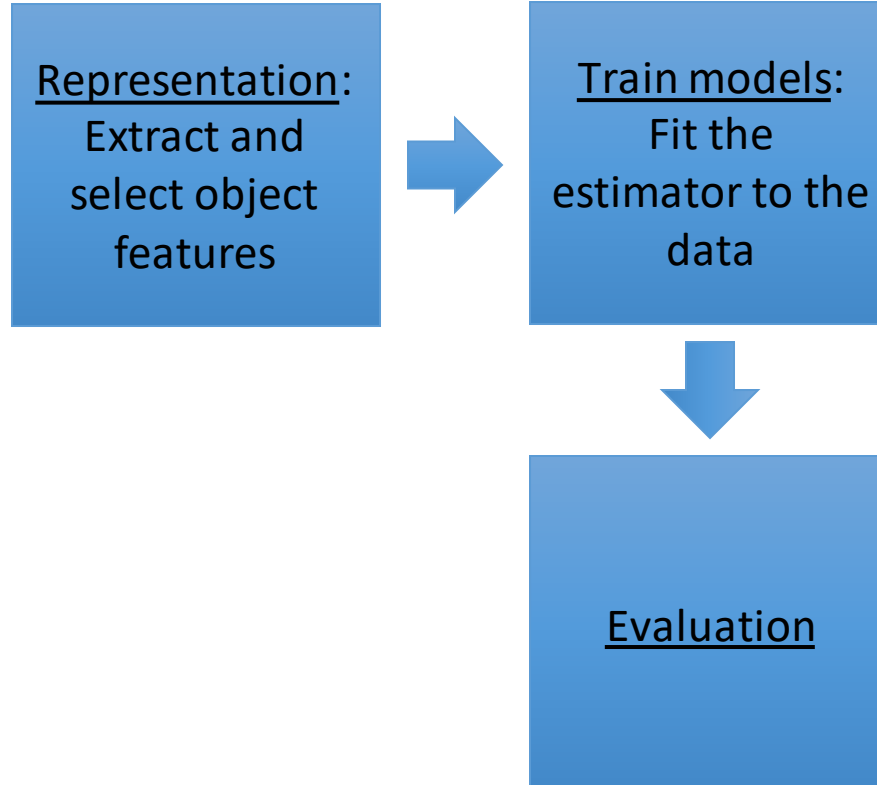 Representation:
Extract and
select object
features
Train models:
Fit the
estimator to the
data
Evaluation